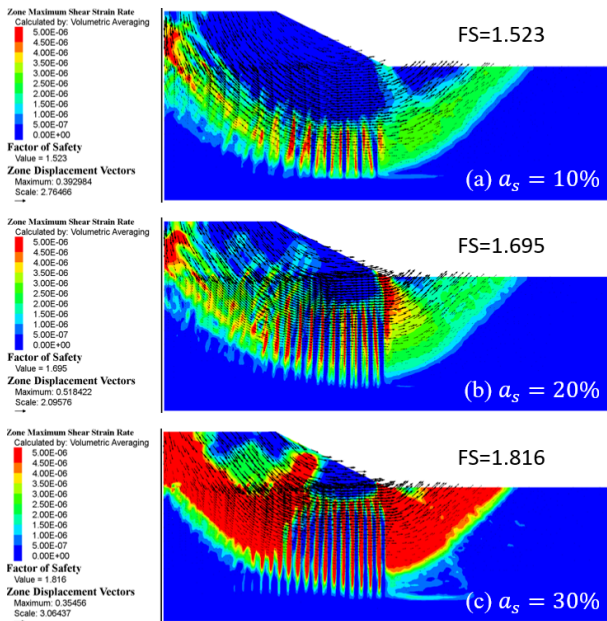 Zone Maximum Shear Strain Rate
Calculated by: Volumetric Averaging
5.00E-06
4.50E-06
4.00E-06
3.50E-06
3.00E-06
2.50E-06
2.00E-06
1.50E-06
1.00E-06
5.00E-07
0.00E+00
Factor of Safety
Value = 1.523
Zone Displacement Vectors
Maximum: 0.392984
Scale: 2.76466
FS=1.523
(a) a_s = 10%
Zone Maximum Shear Strain Rate
Calculated by: Volumetric Averaging
5.00E-06
4.50E-06
4.00E-06
3.50E-06
3.00E-06
2.50E-06
2.00E-06
1.50E-06
1.00E-06
5.00E-07
0.00E+00
Factor of Safety
Value = 1.695
Zone Displacement Vectors
Maximum: 0.518422
Scale: 2.09576
FS=1.695
(b) a_s = 20%
Zone Maximum Shear Strain Rate
Calculated by: Volumetric Averaging
5.00E-06
4.50E-06
4.00E-06
3.50E-06
3.00E-06
2.50E-06
2.00E-06
1.50E-06
1.00E-06
5.00E-07
0.00E+00
Factor of Safety
Value = 1.816
Zone Displacement Vectors
Maximum: 0.35456
Scale: 3.06437
FS=1.816
(c) a_s = 30%